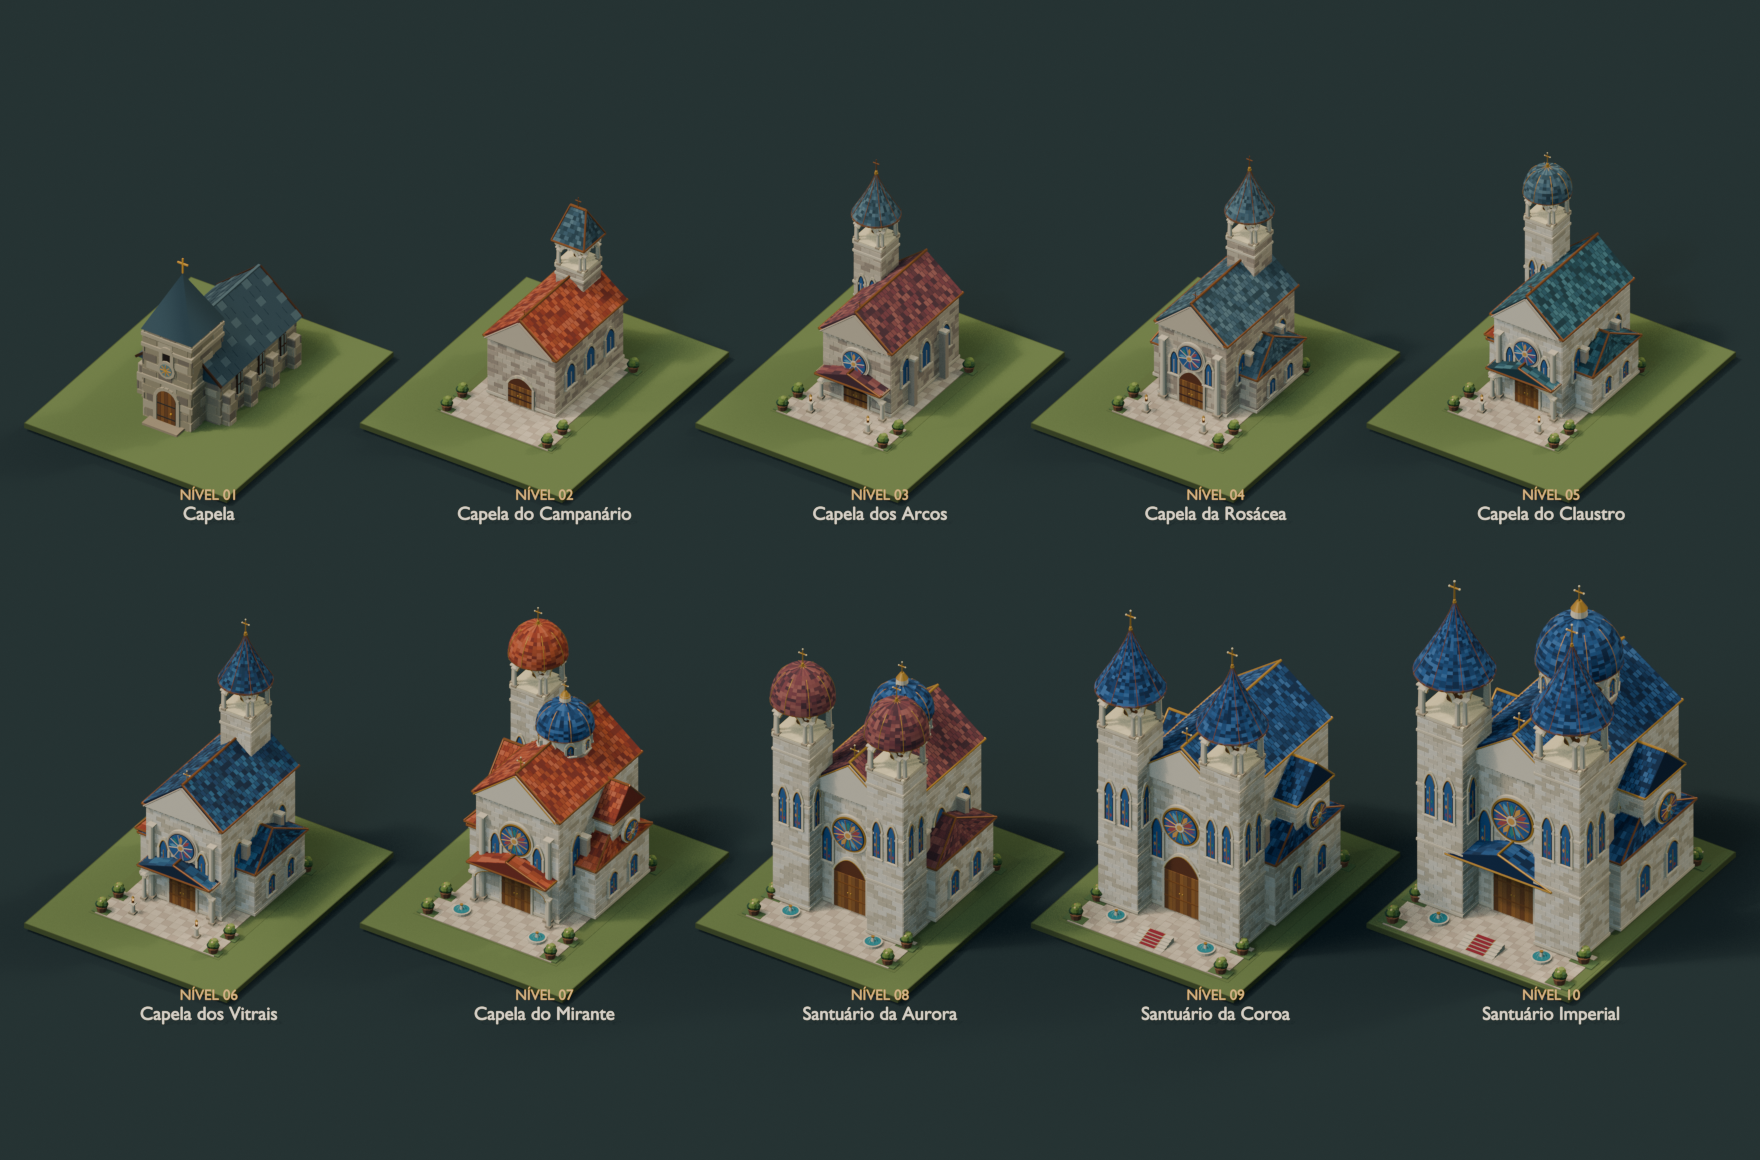 NÍVEL 01
Capela
NÍVEL 02
Capela do Campanário
NÍVEL 03
Capela dos Arcos
NÍVEL 04
Capela da Rosácea
NÍVEL 05
Capela do Claustro
NÍVEL 06
Capela dos Vitrais
NÍVEL 07
Capela do Mirante
NÍVEL 08
Santuário da Aurora
NÍVEL 09
Santuário da Coroa
NÍVEL 10
Santuário Imperial